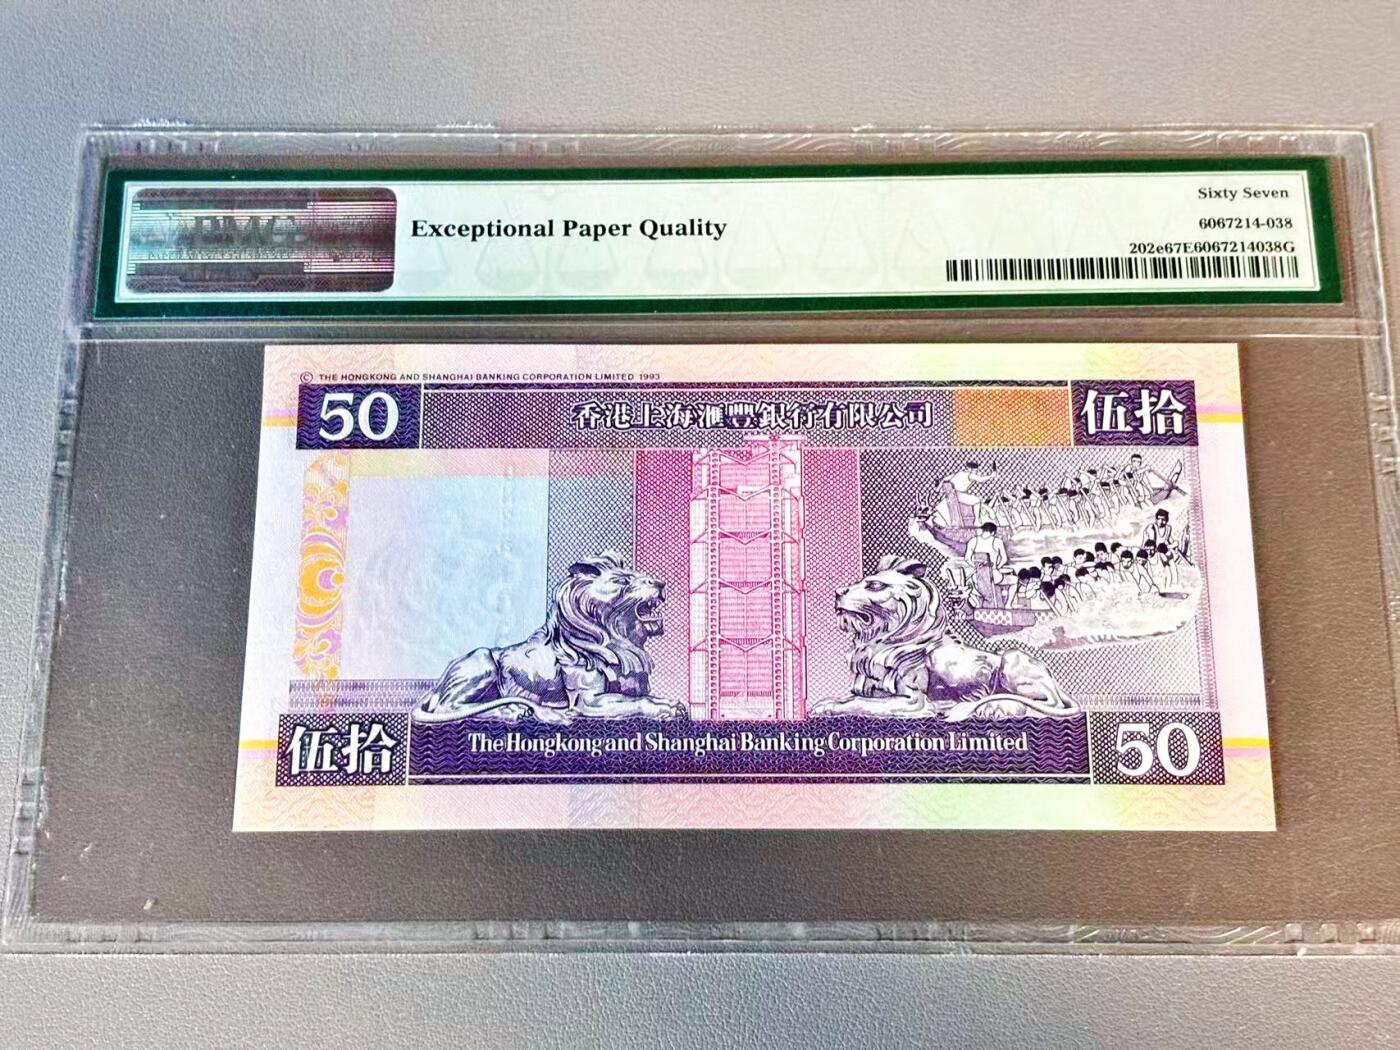 PMG
Exceptional Paper Quality
Sixty Seven
6067214-038
202e67E6067214038G
© THE HONGKONG AND SHANGHAI BANKING CORPORATION LIMITED 1993
50
香港上海滙豐銀行有限公司
伍拾
伍拾
The Hongkong and Shanghai Banking Corporation Limited
50